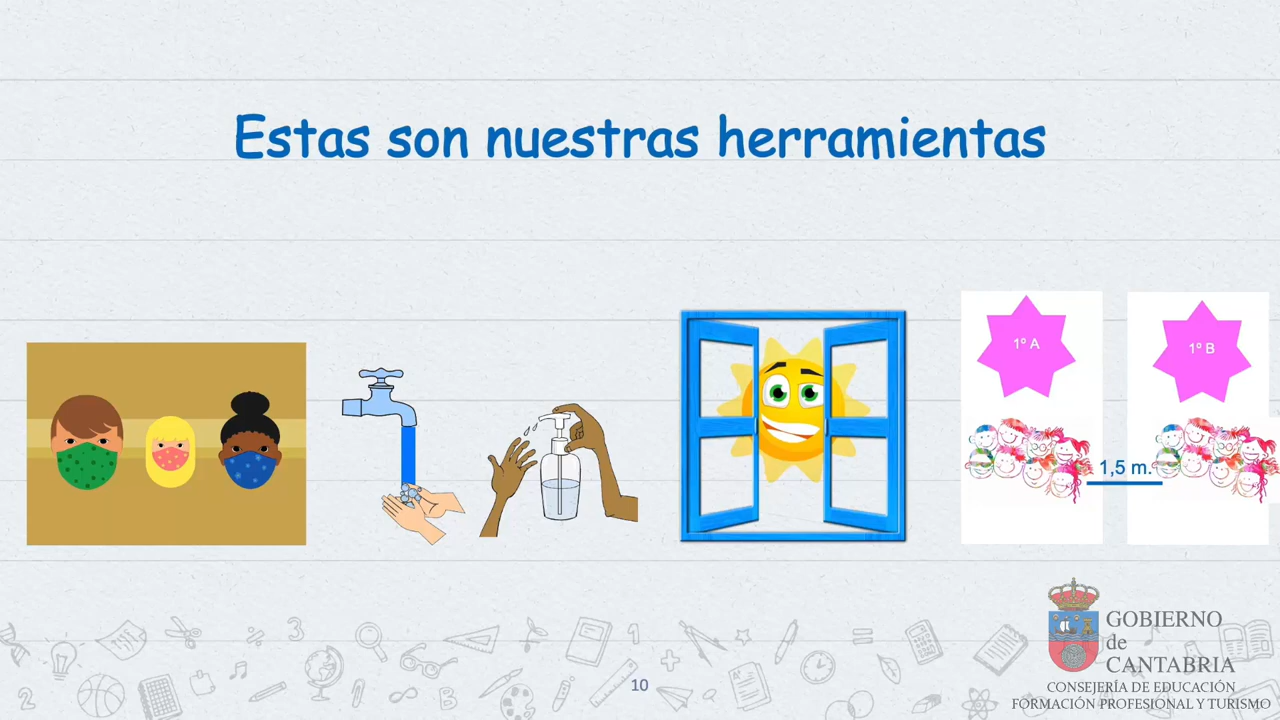 Estas son nuestras herramientas
1º A
1º B
1,5 m.
10
GOBIERNO
de
CANTABRIA
CONSEJERÍA DE EDUCACIÓN
FORMACIÓN PROFESIONAL Y TURISMO